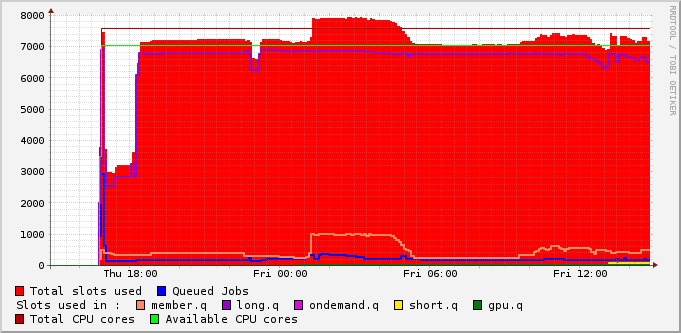 8000
7000
6000
5000
4000
3000
2000
1000
0
Thu 18:00 Fri 00:00 Fri 06:00 Fri 12:00
RRDTOOL / TOBI OETIKER
Total slots used Queued Jobs
Slots used in : member.q long.q ondemand.q short.q gpu.q
Total CPU cores Available CPU cores